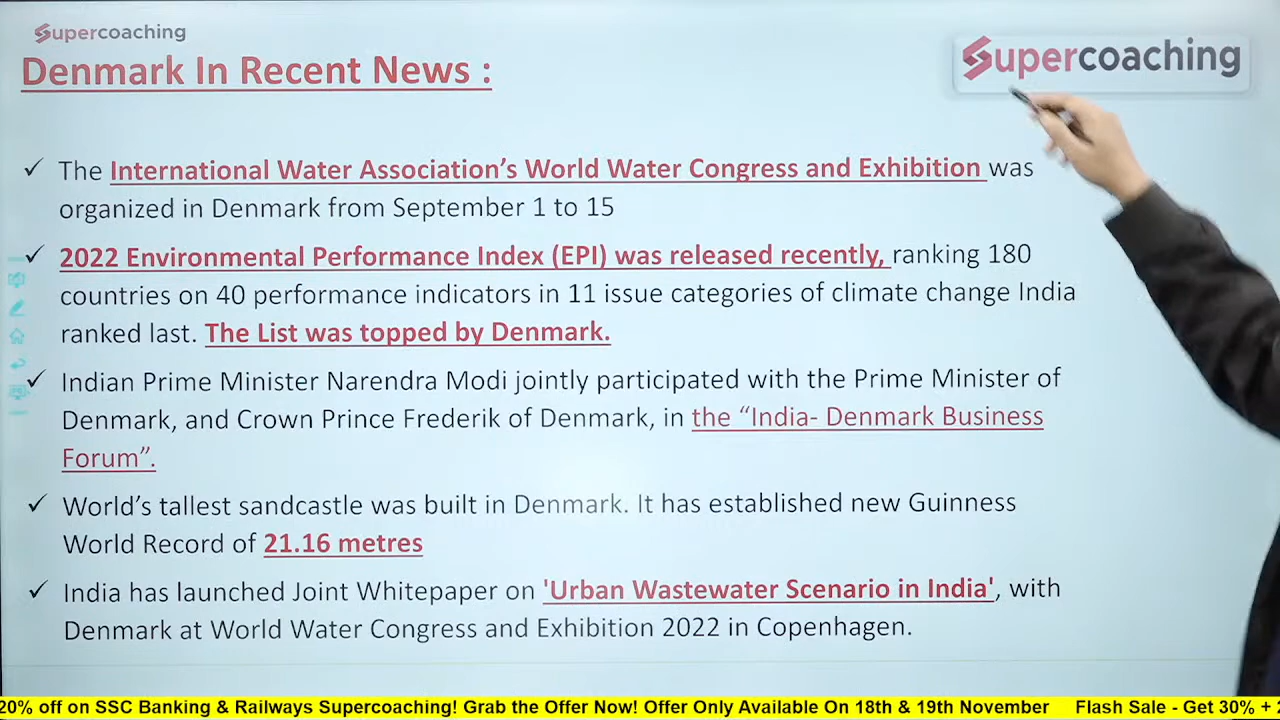 Supercoaching
Denmark In Recent News :
Supercoaching
✓ The International Water Association’s World Water Congress and Exhibition was
organized in Denmark from September 1 to 15
✓ 2022 Environmental Performance Index (EPI) was released recently, ranking 180
countries on 40 performance indicators in 11 issue categories of climate change India
ranked last. The List was topped by Denmark.
✓ Indian Prime Minister Narendra Modi jointly participated with the Prime Minister of
Denmark, and Crown Prince Frederik of Denmark, in the “India- Denmark Business
Forum”.
✓ World’s tallest sandcastle was built in Denmark. It has established new Guinness
World Record of 21.16 metres
✓ India has launched Joint Whitepaper on 'Urban Wastewater Scenario in India', with
Denmark at World Water Congress and Exhibition 2022 in Copenhagen.
20% off on SSC Banking & Railways Supercoaching! Grab the Offer Now! Offer Only Available On 18th & 19th November Flash Sale - Get 30% +